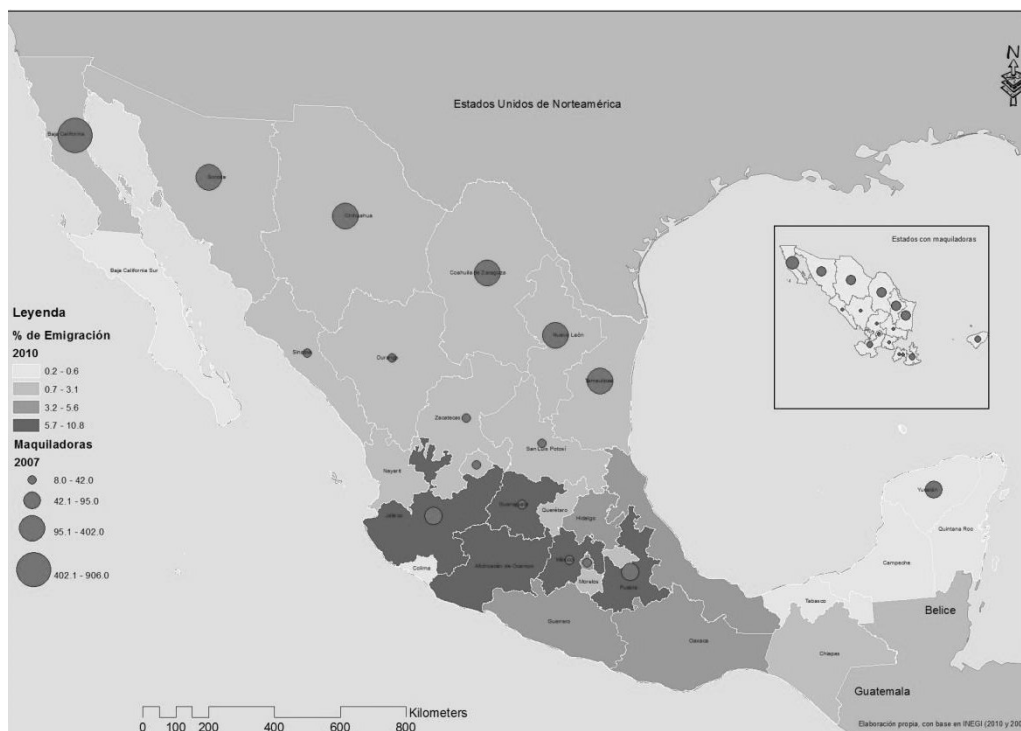 N
Estados Unidos de Norteamérica
Baja California
Sonora
Chihuahua
Estados con maquiladoras
Baja California Sur
Coahuila de Zaragoza
Leyenda
% de Emigración
2010
0.2 - 0.6
0.7 - 3.1
3.2 - 5.6
5.7 - 10.8
Maquiladoras
2007
8.0 - 42.0
42.1 - 95.0
95.1 - 402.0
402.1 - 906.0
Nuevo León
Sinaloa
Durango
Tamaulipas
Zacatecas
San Luis Potosí
Nayarit
Yucatán
Jalisco
Guanajuato
Querétaro
Hidalgo
Quintana Roo
Colima
Michoacán de Ocampo
México
Morelos
Puebla
Campeche
Tabasco
Belice
Guerrero
Oaxaca
Chiapas
Guatemala
Kilometers
0 100 200 400 600 800
Elaboración propia, con base en INEGI (2010 y 200